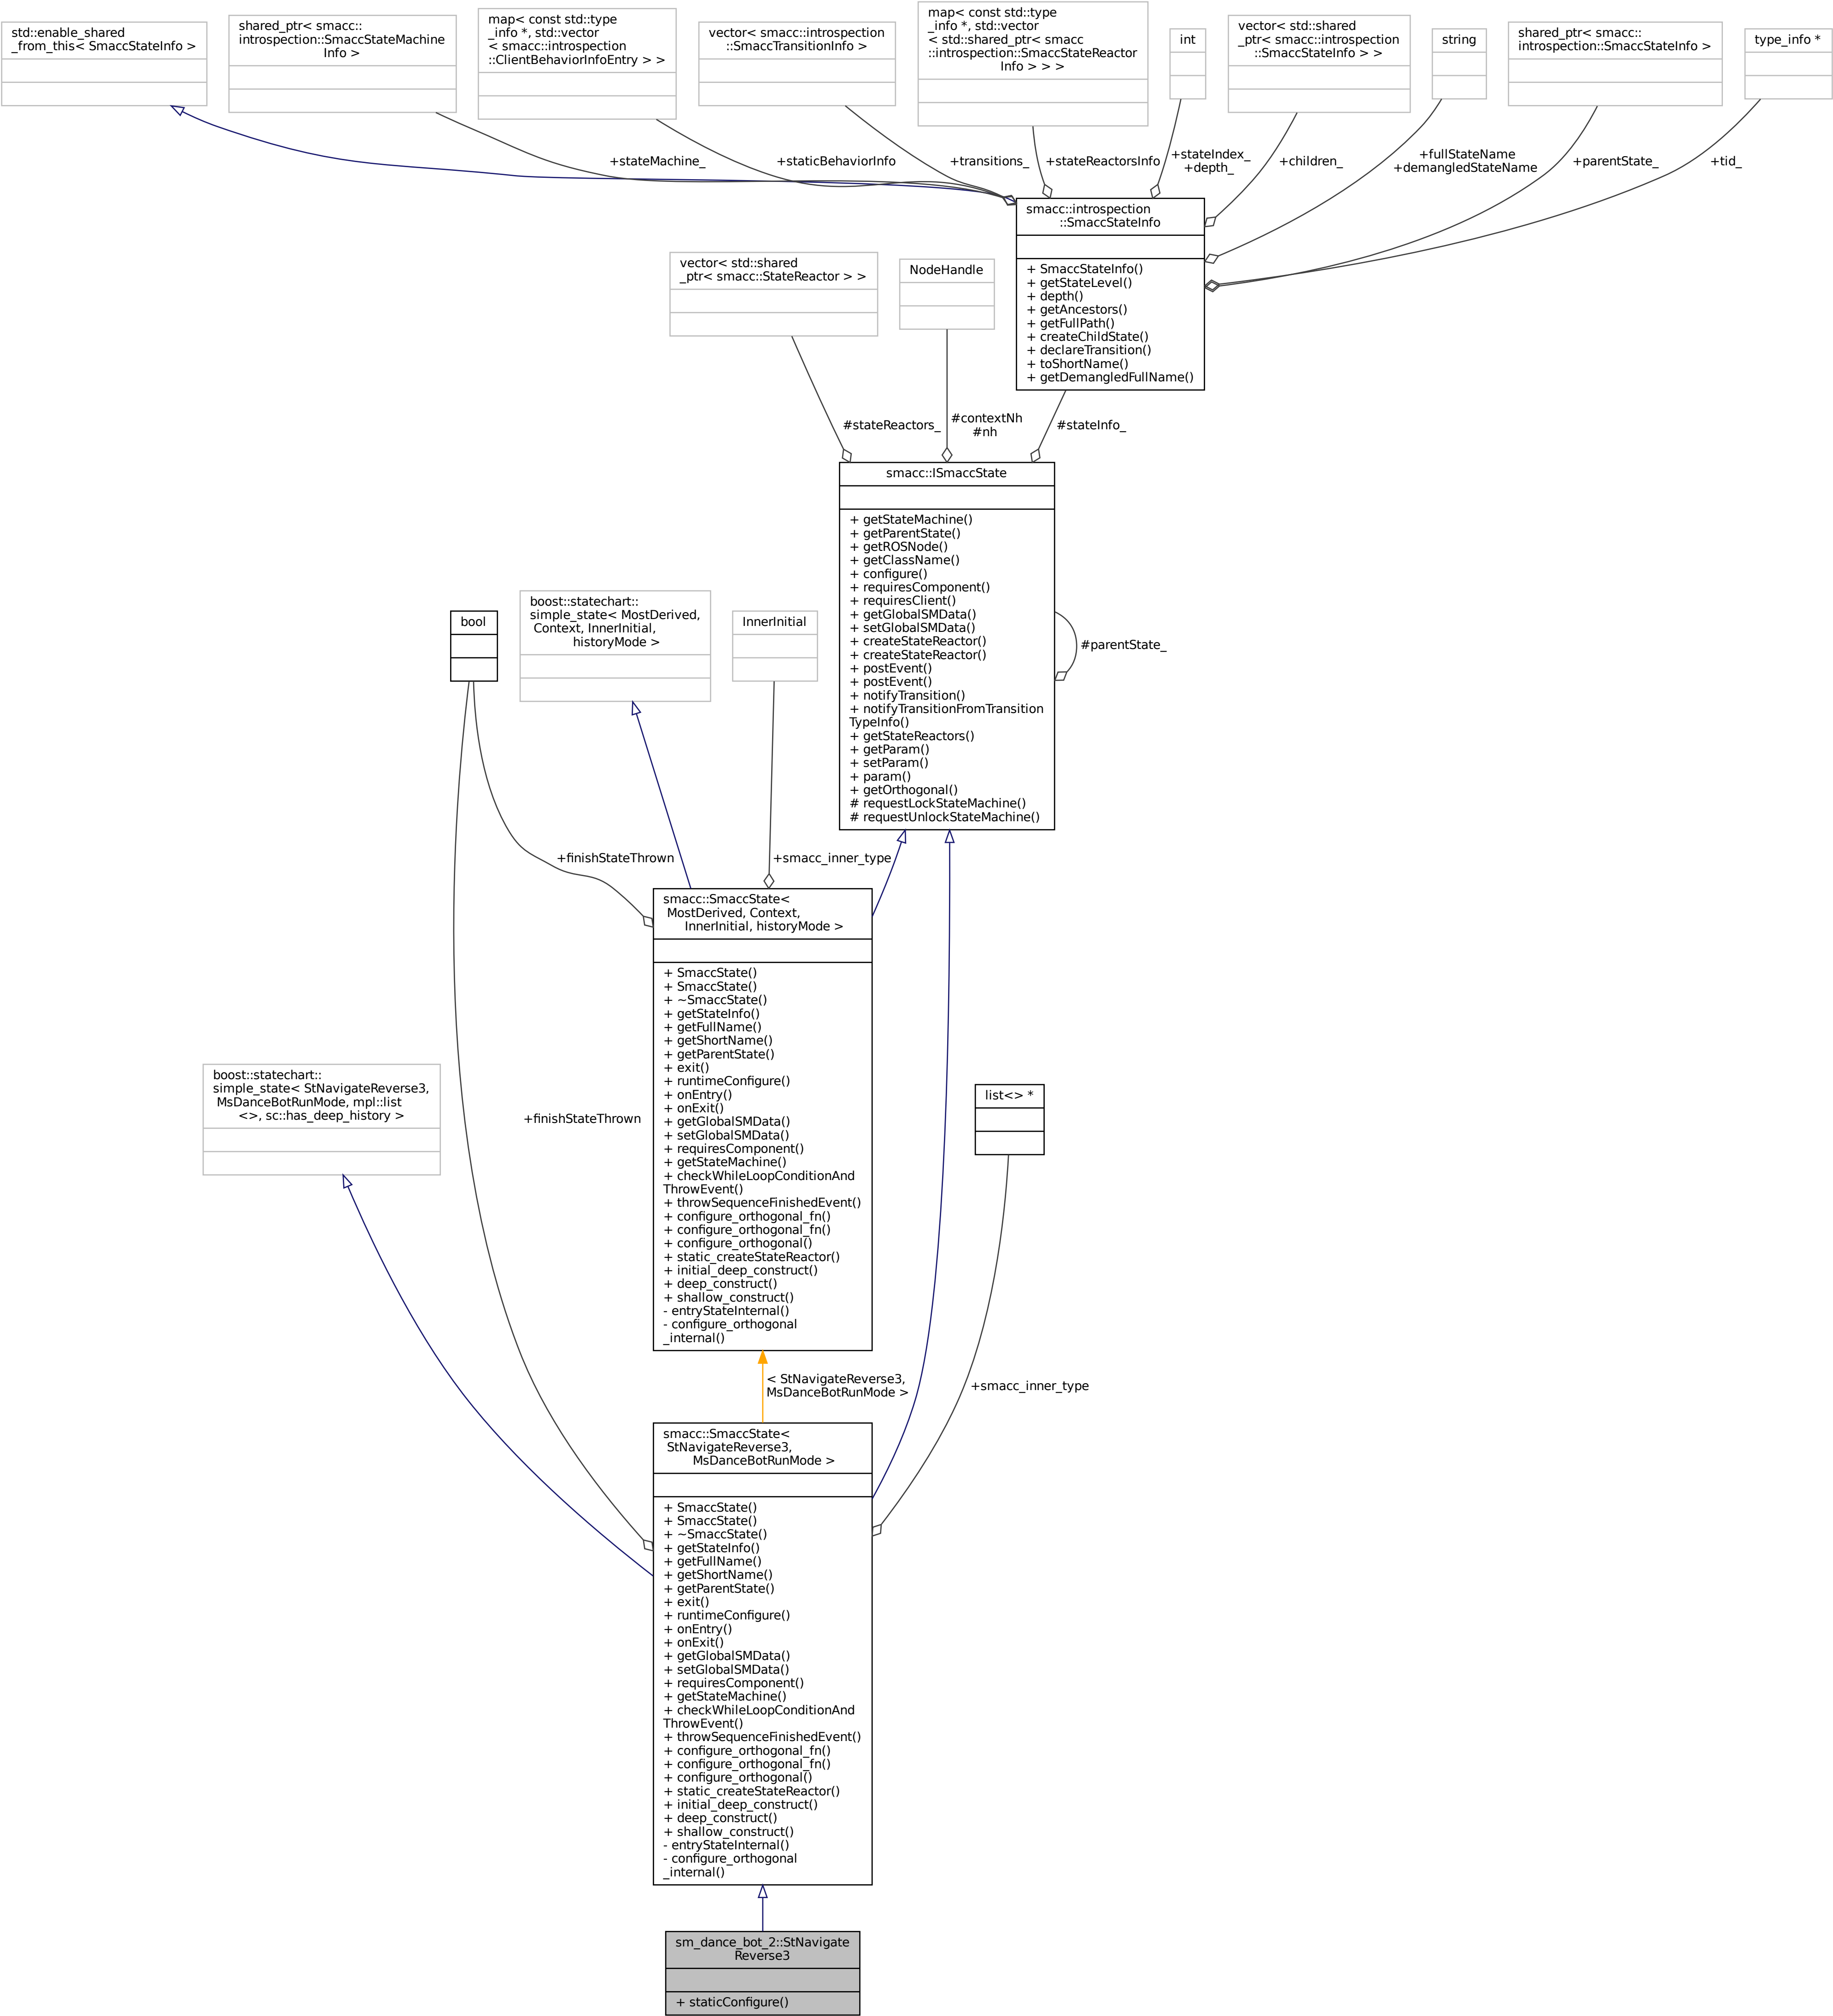 std::enable_shared
_from_this< SmaccStateInfo >
shared_ptr< smacc::
introspection::SmaccStateMachine
Info >
map< const std::type
_info *, std::vector
< smacc::introspection
::ClientBehaviorInfoEntry > >
vector< smacc::introspection
::SmaccTransitionInfo >
map< const std::type
_info *, std::vector
< std::shared_ptr< smacc
::introspection::SmaccStateReactor
Info > > >
int
vector< std::shared
_ptr< smacc::introspection
::SmaccStateInfo > >
string
shared_ptr< smacc::
introspection::SmaccStateInfo >
type_info *
+stateMachine_
+staticBehaviorInfo
+transitions_
+stateReactorsInfo
+stateIndex_
+depth_
+children_
+fullStateName
+demangledStateName
+parentState_
+tid_
smacc::introspection
::SmaccStateInfo
+ SmaccStateInfo()
+ getStateLevel()
+ depth()
+ getAncestors()
+ getFullPath()
+ createChildState()
+ declareTransition()
+ toShortName()
+ getDemangledFullName()
vector< std::shared
_ptr< smacc::StateReactor > >
NodeHandle
#stateReactors_
#contextNh
#nh
#stateInfo_
smacc::ISmaccState
+ getStateMachine()
+ getParentState()
+ getROSNode()
+ getClassName()
+ configure()
+ requiresComponent()
+ requiresClient()
+ getGlobalSMData()
+ setGlobalSMData()
+ createStateReactor()
+ createStateReactor()
+ postEvent()
+ postEvent()
+ notifyTransition()
+ notifyTransitionFromTransition
TypeInfo()
+ getStateReactors()
+ getParam()
+ setParam()
+ param()
+ getOrthogonal()
# requestLockStateMachine()
# requestUnlockStateMachine()
#parentState_
bool
boost::statechart::
simple_state< MostDerived,
Context, InnerInitial,
historyMode >
InnerInitial
+finishStateThrown
+smacc_inner_type
smacc::SmaccState<
MostDerived, Context,
InnerInitial, historyMode >
+ SmaccState()
+ SmaccState()
+ ~SmaccState()
+ getStateInfo()
+ getFullName()
+ getShortName()
+ getParentState()
+ exit()
+ runtimeConfigure()
+ onEntry()
+ onExit()
+ getGlobalSMData()
+ setGlobalSMData()
+ requiresComponent()
+ getStateMachine()
+ checkWhileLoopConditionAnd
ThrowEvent()
+ throwSequenceFinishedEvent()
+ configure_orthogonal_fn()
+ configure_orthogonal_fn()
+ configure_orthogonal()
+ static_createStateReactor()
+ initial_deep_construct()
+ deep_construct()
+ shallow_construct()
- entryStateInternal()
- configure_orthogonal
_internal()
boost::statechart::
simple_state< StNavigateReverse3,
MsDanceBotRunMode, mpl::list
<>, sc::has_deep_history >
+finishStateThrown
list<> *
< StNavigateReverse3,
MsDanceBotRunMode >
+smacc_inner_type
smacc::SmaccState<
StNavigateReverse3,
MsDanceBotRunMode >
+ SmaccState()
+ SmaccState()
+ ~SmaccState()
+ getStateInfo()
+ getFullName()
+ getShortName()
+ getParentState()
+ exit()
+ runtimeConfigure()
+ onEntry()
+ onExit()
+ getGlobalSMData()
+ setGlobalSMData()
+ requiresComponent()
+ getStateMachine()
+ checkWhileLoopConditionAnd
ThrowEvent()
+ throwSequenceFinishedEvent()
+ configure_orthogonal_fn()
+ configure_orthogonal_fn()
+ configure_orthogonal()
+ static_createStateReactor()
+ initial_deep_construct()
+ deep_construct()
+ shallow_construct()
- entryStateInternal()
- configure_orthogonal
_internal()
sm_dance_bot_2::StNavigate
Reverse3
+ staticConfigure()